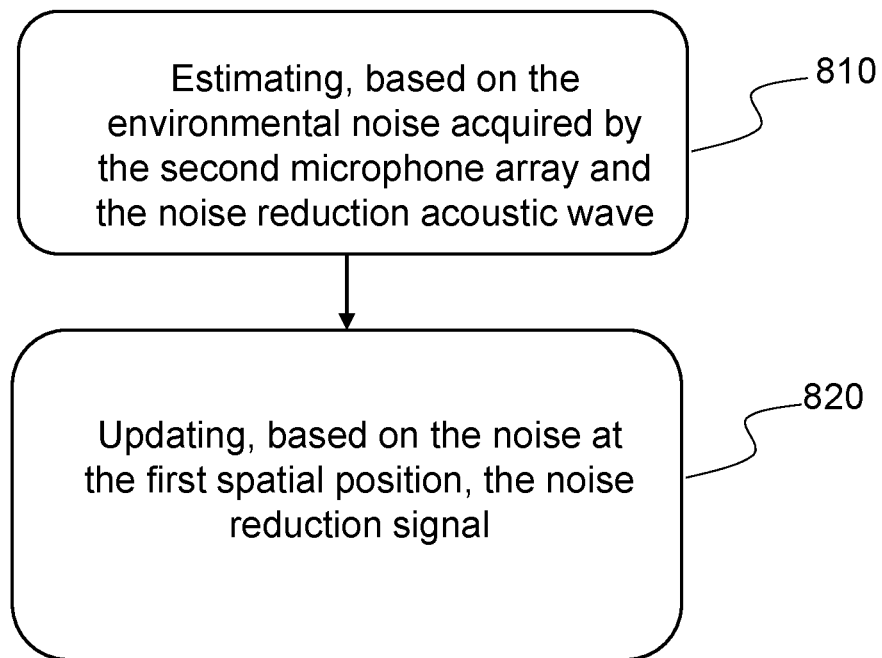 Estimating, based on the
environmental noise acquired by
the second microphone array and
the noise reduction acoustic wave
810
Updating, based on the noise at
the first spatial position, the noise
reduction signal
820